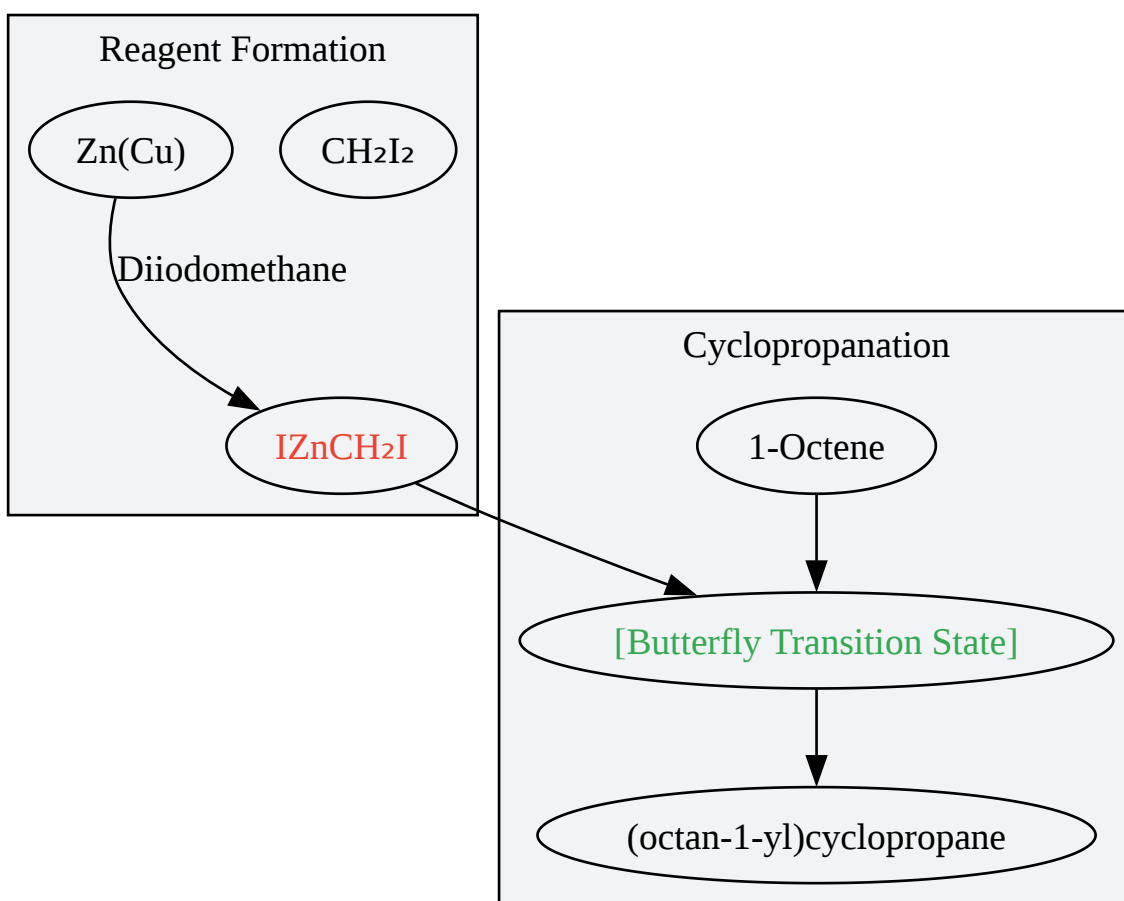 Reagent Formation
Zn(Cu)
CH₂I₂
Diiodomethane
IZnCH₂I
Cyclopropanation
1-Octene
[Butterfly Transition State]
(octan-1-yl)cyclopropane